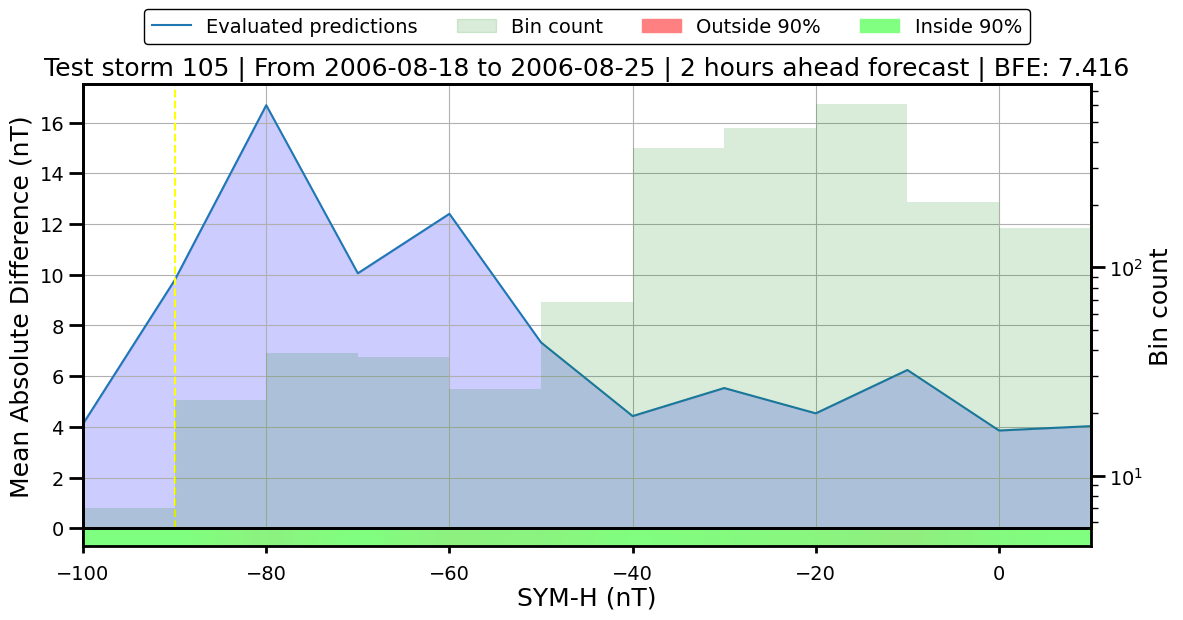 Evaluated predictions Bin count Outside 90% Inside 90%
Test storm 105 | From 2006-08-18 to 2006-08-25 | 2 hours ahead forecast | BFE: 7.416
Mean Absolute Difference (nT)
16
14
12
10
8
6
4
2
0
10²
10¹
Bin count
−100 −80 −60 −40 −20 0
SYM-H (nT)